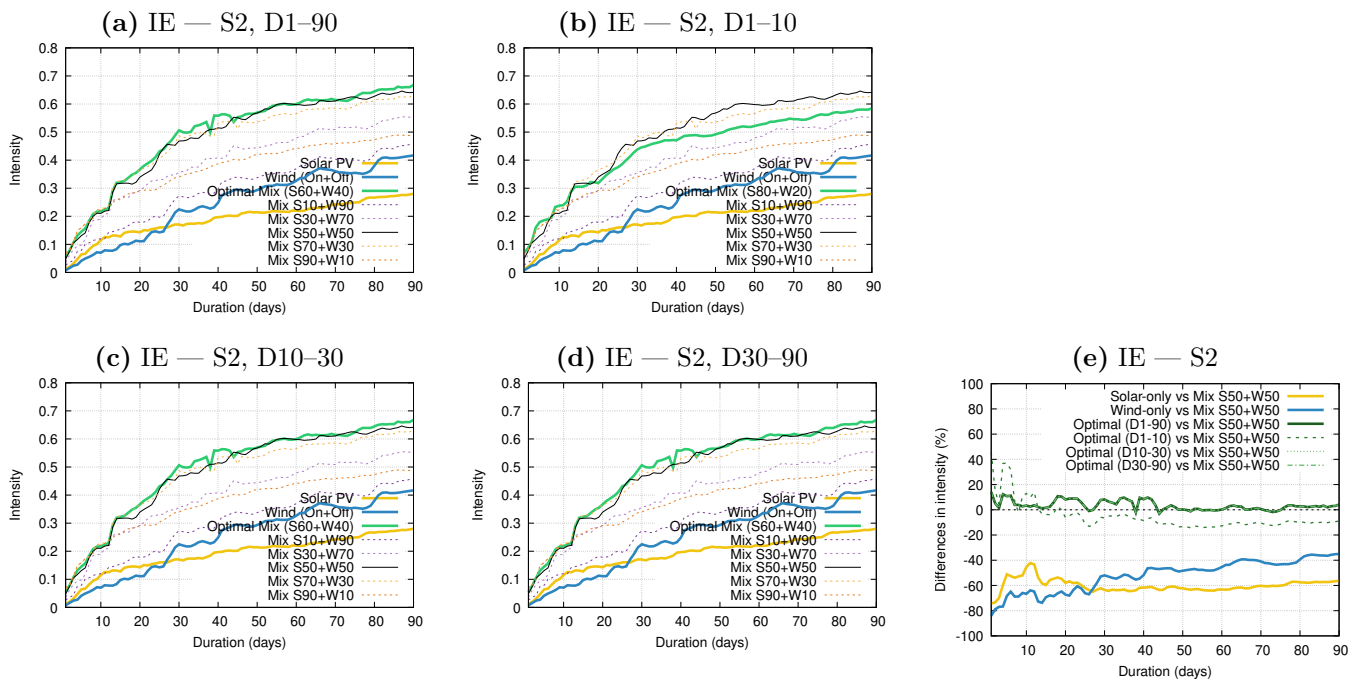 (a) IE — S2, D1–90
0.8
0.7
0.6
0.5
0.4
0.3
0.2
0.1
0
Intensity
10 20 30 40 50 60 70 80 90
Duration (days)
Solar PV
Wind (On+Off)
Optimal Mix (S60+W40)
Mix S10+W90
Mix S30+W70
Mix S50+W50
Mix S70+W30
Mix S90+W10
(b) IE — S2, D1–10
0.8
0.7
0.6
0.5
0.4
0.3
0.2
0.1
0
Intensity
10 20 30 40 50 60 70 80 90
Duration (days)
Solar PV
Wind (On+Off)
Optimal Mix (S80+W20)
Mix S10+W90
Mix S30+W70
Mix S50+W50
Mix S70+W30
Mix S90+W10
(c) IE — S2, D10–30
0.8
0.7
0.6
0.5
0.4
0.3
0.2
0.1
0
Intensity
10 20 30 40 50 60 70 80 90
Duration (days)
Solar PV
Wind (On+Off)
Optimal Mix (S60+W40)
Mix S10+W90
Mix S30+W70
Mix S50+W50
Mix S70+W30
Mix S90+W10
(d) IE — S2, D30–90
0.8
0.7
0.6
0.5
0.4
0.3
0.2
0.1
0
Intensity
10 20 30 40 50 60 70 80 90
Duration (days)
Solar PV
Wind (On+Off)
Optimal Mix (S60+W40)
Mix S10+W90
Mix S30+W70
Mix S50+W50
Mix S70+W30
Mix S90+W10
(e) IE — S2
100
80
60
40
20
0
-20
-40
-60
-80
-100
Differences in intensity (%)
10 20 30 40 50 60 70 80 90
Duration (days)
Solar-only vs Mix S50+W50
Wind-only vs Mix S50+W50
Optimal (D1-90) vs Mix S50+W50
Optimal (D1-10) vs Mix S50+W50
Optimal (D10-30) vs Mix S50+W50
Optimal (D30-90) vs Mix S50+W50